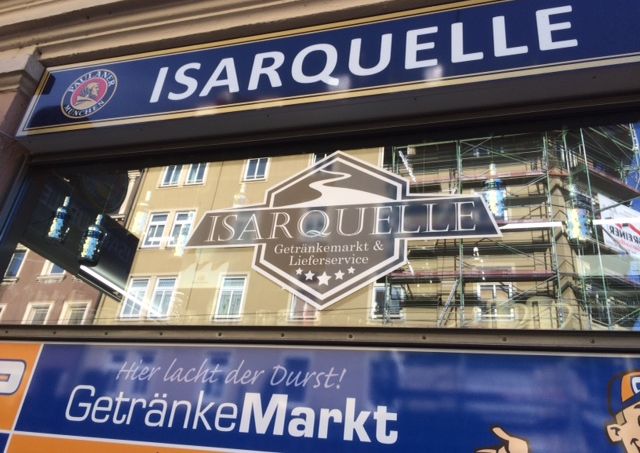 PAULANER
MÜNCHEN
ISARQUELLE
ISARQUELLE
Getränkemarkt &
Lieferservice
Hier lacht der Durst!
GetränkeMarkt